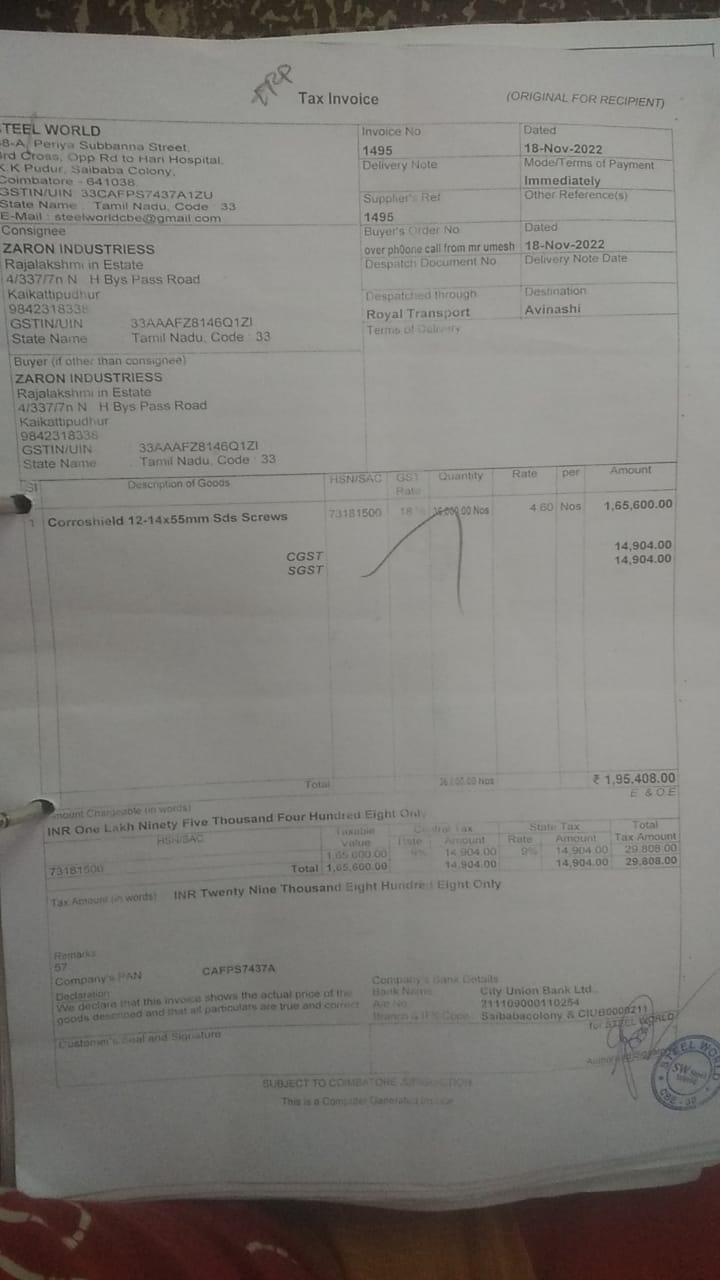 ERP
Tax Invoice
(ORIGINAL FOR RECIPIENT)
TEEL WORLD
8-A, Periya Subbanna Street,
3rd Cross, Opp Rd to Hari Hospital,
K.K Pudur, Saibaba Colony,
Coimbatore - 641038
GSTIN/UIN 33CAFPS7437A1ZU
State Name : Tamil Nadu, Code : 33
E-Mail : steelworldcbe@gmail.com
Invoice No
1495
Dated
18-Nov-2022
Delivery Note
Mode/Terms of Payment
Immediately
Supplier's Ref
1495
Other Reference(s)
Consignee
ZARON INDUSTRIESS
Rajalakshmi in Estate
4/337/7n N H Bys Pass Road
Kaikattipudhur
9842318338
GSTIN/UIN 33AAAFZ8146Q1ZI
State Name Tamil Nadu, Code : 33
Buyer's Order No
over ph0one call from mr umesh
Dated
18-Nov-2022
Despatch Document No
Delivery Note Date
Despatched through
Royal Transport
Destination
Avinashi
Terms of Delivery
Buyer (if other than consignee)
ZARON INDUSTRIESS
Rajalakshmi in Estate
4/337/7n N H Bys Pass Road
Kaikattipudhur
9842318338
GSTIN/UIN : 33AAAFZ8146Q1ZI
State Name : Tamil Nadu, Code : 33
Sl Description of Goods HSN/SAC GST Rate Quantity Rate per Amount
1 Corroshield 12-14x55mm Sds Screws 73181500 18 % 36,000.00 Nos 4.60 Nos 1,65,600.00
CGST 14,904.00
SGST 14,904.00
Total 36,000.00 Nos ₹ 1,95,408.00
E & O.E
mount Chargeable (in words)
INR One Lakh Ninety Five Thousand Four Hundred Eight Only
HSN/SAC Taxable Value Central Tax State Tax Total
Rate Amount Rate Amount Tax Amount
1,65,600.00 9% 14,904.00 9% 14,904.00 29,808.00
73181500
Total 1,65,600.00 14,904.00 14,904.00 29,808.00
Tax Amount (in words) INR Twenty Nine Thousand Eight Hundred Eight Only
Remarks
57
Company's PAN CAFPS7437A
Declaration
We declare that this invoice shows the actual price of the
goods described and that all particulars are true and correct
Company's Bank Details
Bank Name City Union Bank Ltd.,
A/c No. 211109000110254
Branch & IFS Code Saibabacolony & CIUB0000211
for STEEL WORLD
Customer's Seal and Signature
STEEL WORLD
SW
CBE - 38
SUBJECT TO COIMBATORE JURISDICTION
This is a Computer Generated Invoice